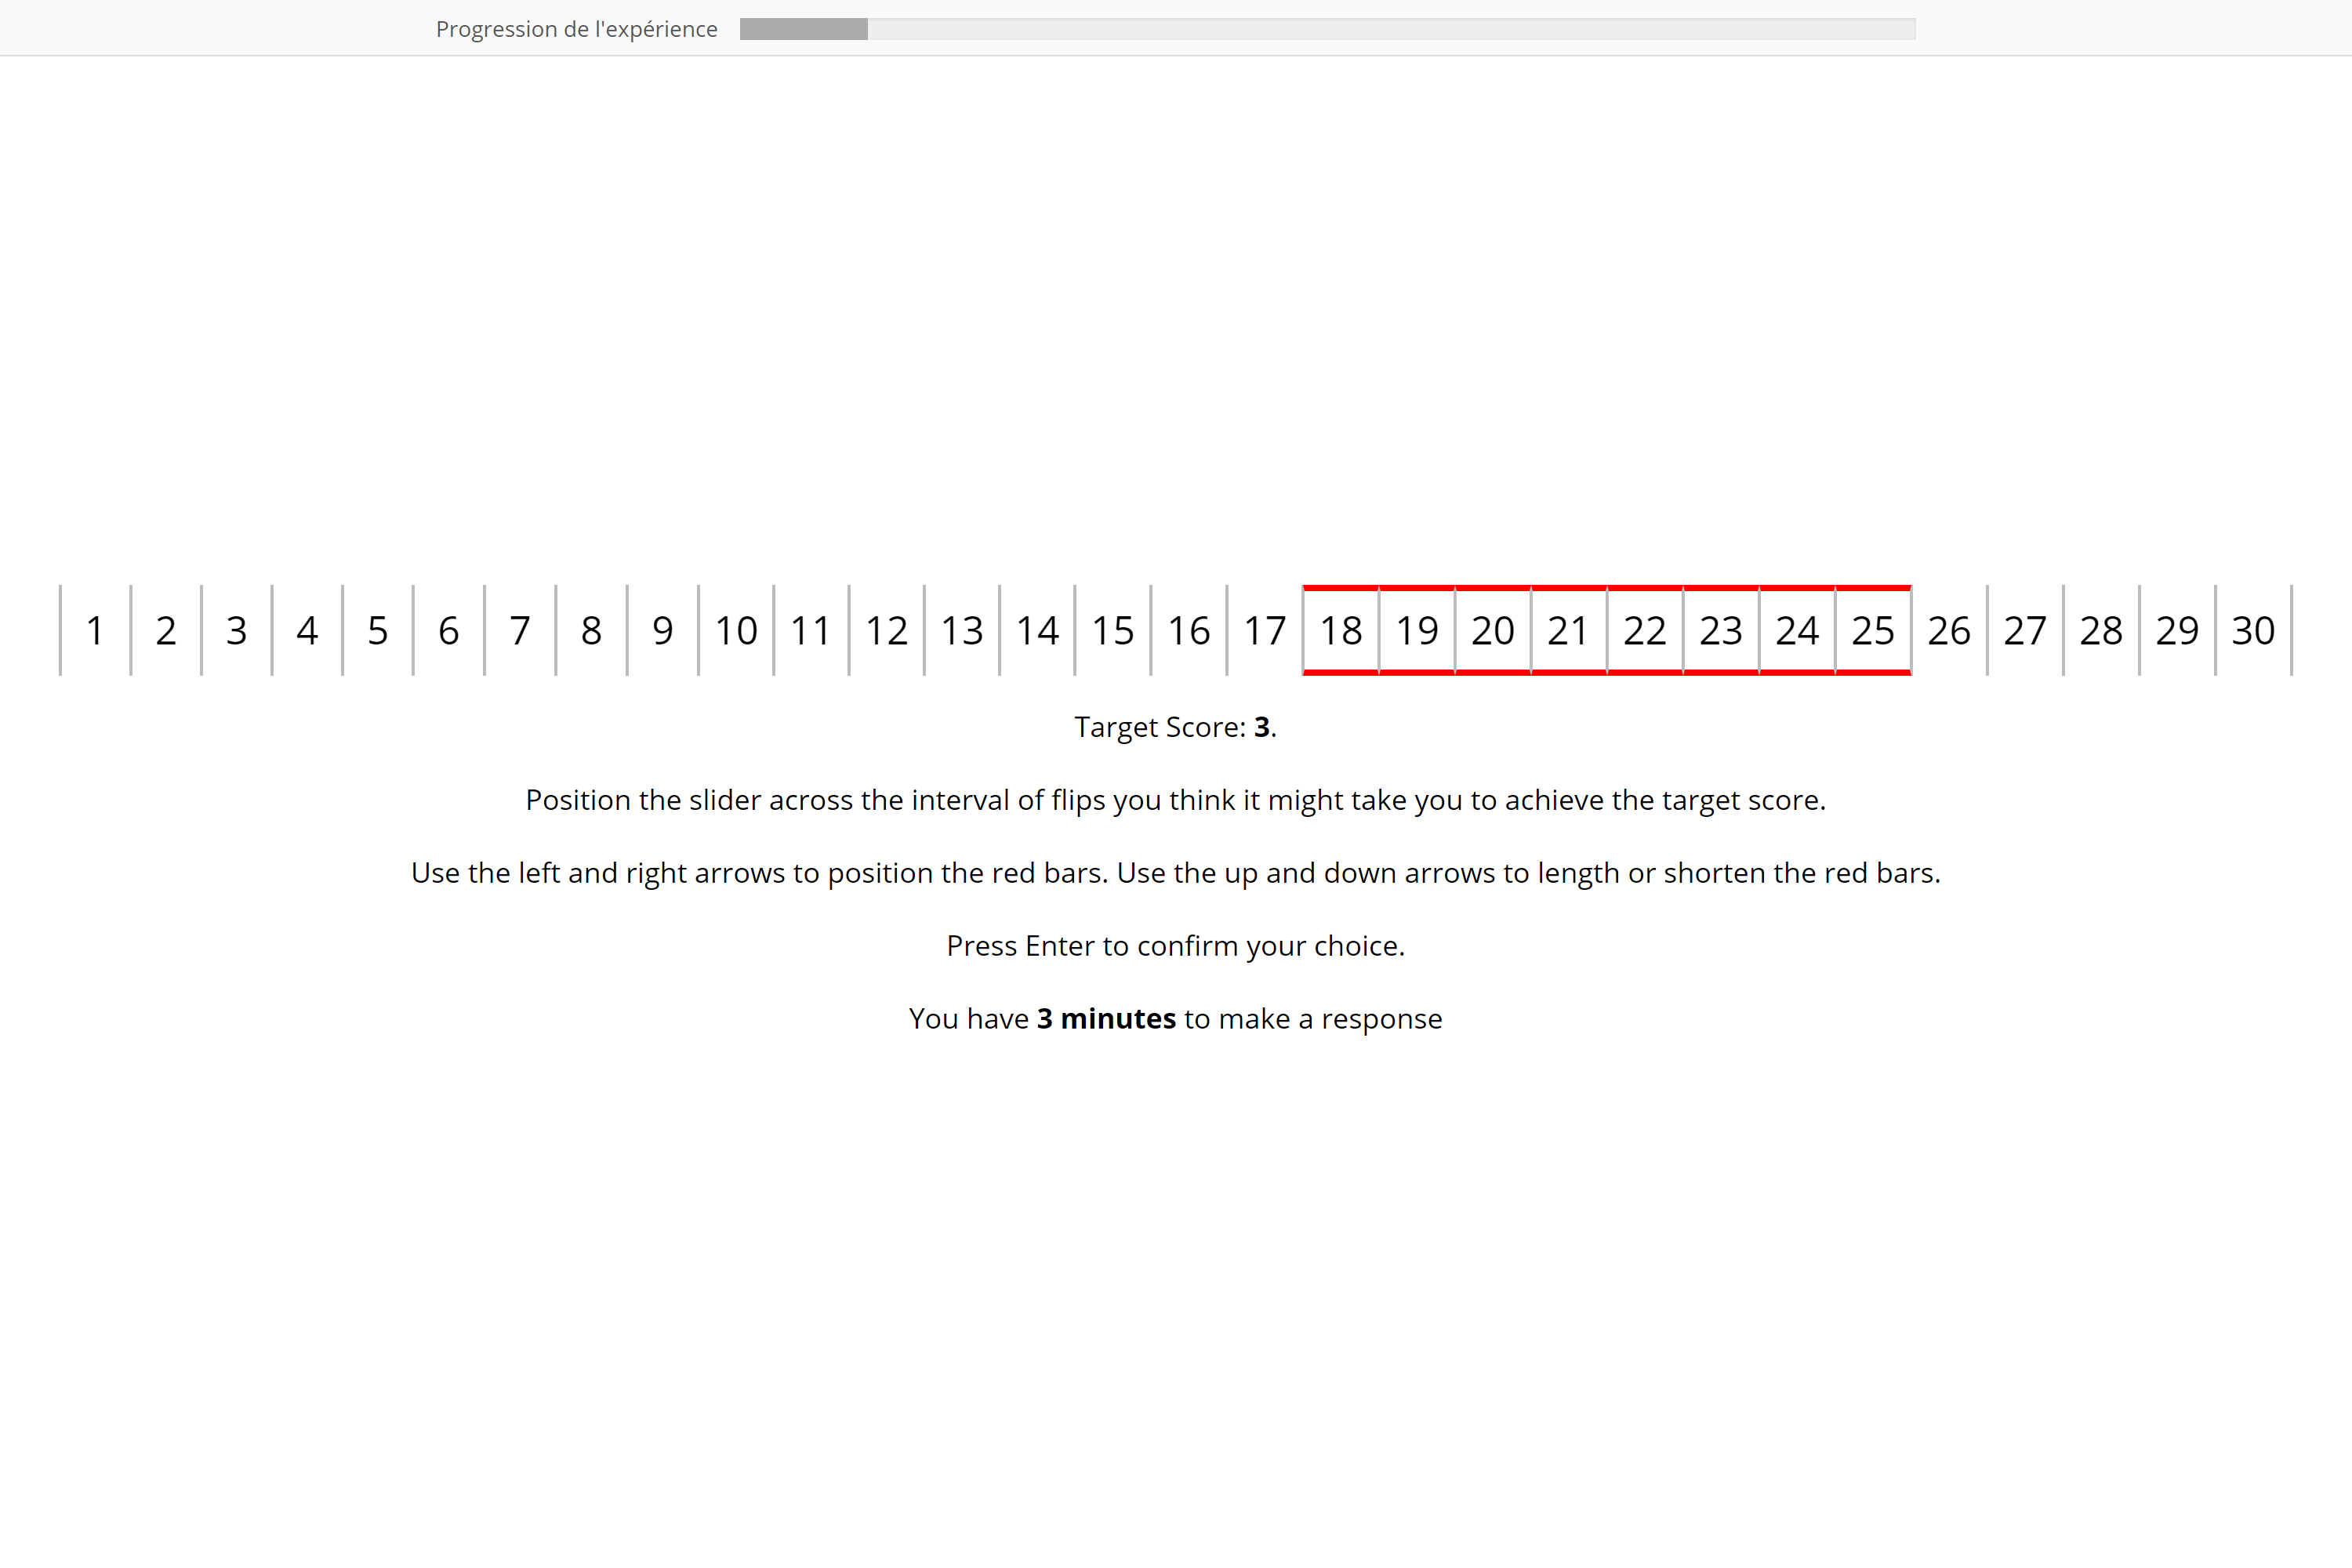 Progression de l'expérience
1 2 3 4 5 6 7 8 9 10 11 12 13 14 15 16 17 18 19 20 21 22 23 24 25 26 27 28 29 30
Target Score: 3.
Position the slider across the interval of flips you think it might take you to achieve the target score.
Use the left and right arrows to position the red bars. Use the up and down arrows to length or shorten the red bars.
Press Enter to confirm your choice.
You have 3 minutes to make a response